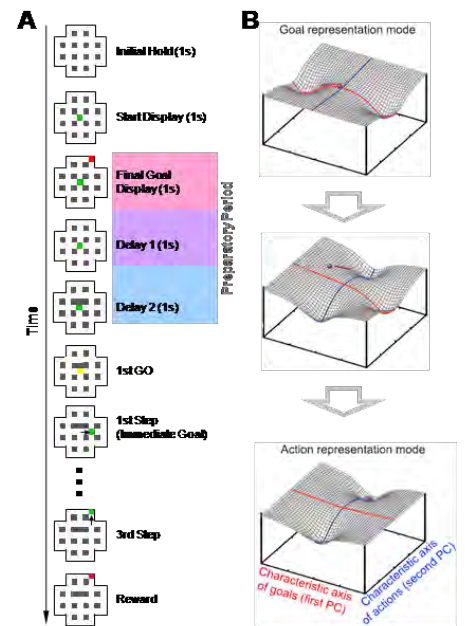 A
Initial Hold (1s)
Start Display (1s)
Final Goal
Display (1s)
Delay 1 (1s)
Delay 2 (1s)
Preparatory Period
1st GO
1st Step
(Immediate Goal)
3rd Step
Reward
Time
B
Goal representation mode
Action representation mode
Characteristic axis
of goals (first PC)
Characteristic axis
of actions (second PC)